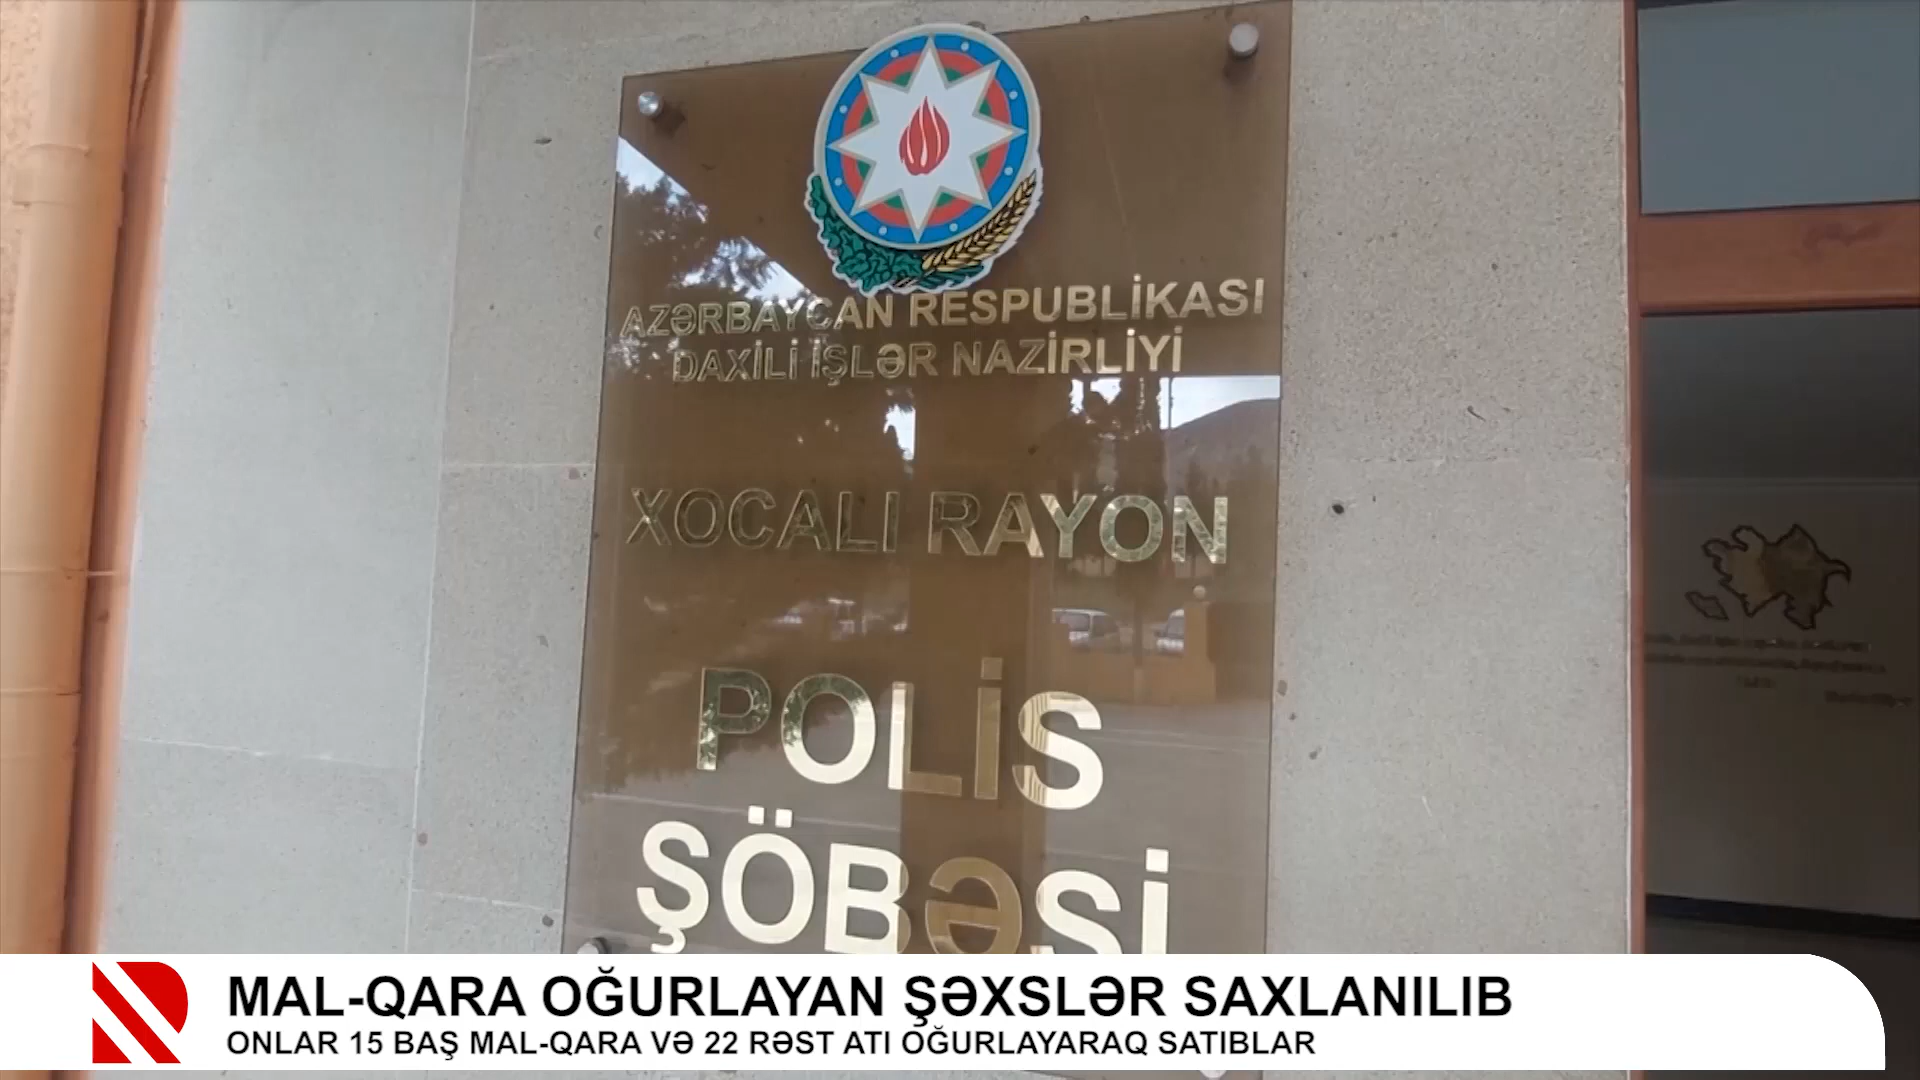 AZƏRBAYCAN RESPUBLİKASI
DAXİLİ İŞLƏR NAZİRLİYİ
XOCALI RAYON
POLİS
ŞÖBƏSİ
MAL-QARA OĞURLAYAN ŞƏXSLƏR SAXLANILIB
ONLAR 15 BAŞ MAL-QARA VƏ 22 RƏST ATI OĞURLAYARAQ SATIBLAR